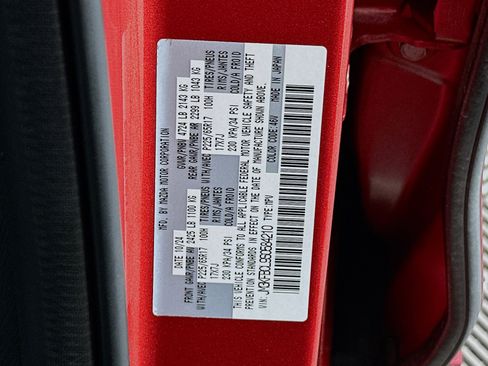 MFD. BY MAZDA MOTOR CORPORATION
DATE: 10/24 GVWR/PNBV 4724 LB 2143 KG
FRONT GAWR/PNBE AV 2425 LB 1100 KG REAR GAWR/PNBE AR 2299 LB 1043 KG
WITH/AVEC P225/65R17 100H TIRES/PNEUS WITH/AVEC P225/65R17 100H TIRES/PNEUS
17X7J RIMS/JANTES 17X7J RIMS/JANTES
230 KPA/34 PSI COLD/A FROID 230 KPA/34 PSI COLD/A FROID
THIS VEHICLE CONFORMS TO ALL APPLICABLE FEDERAL MOTOR VEHICLE SAFETY AND THEFT
PREVENTION STANDARDS IN EFFECT ON THE DATE OF MANUFACTURE SHOWN ABOVE.
VIN: TYPE:MPV COLOR CODE:46V MADE IN JAPAN